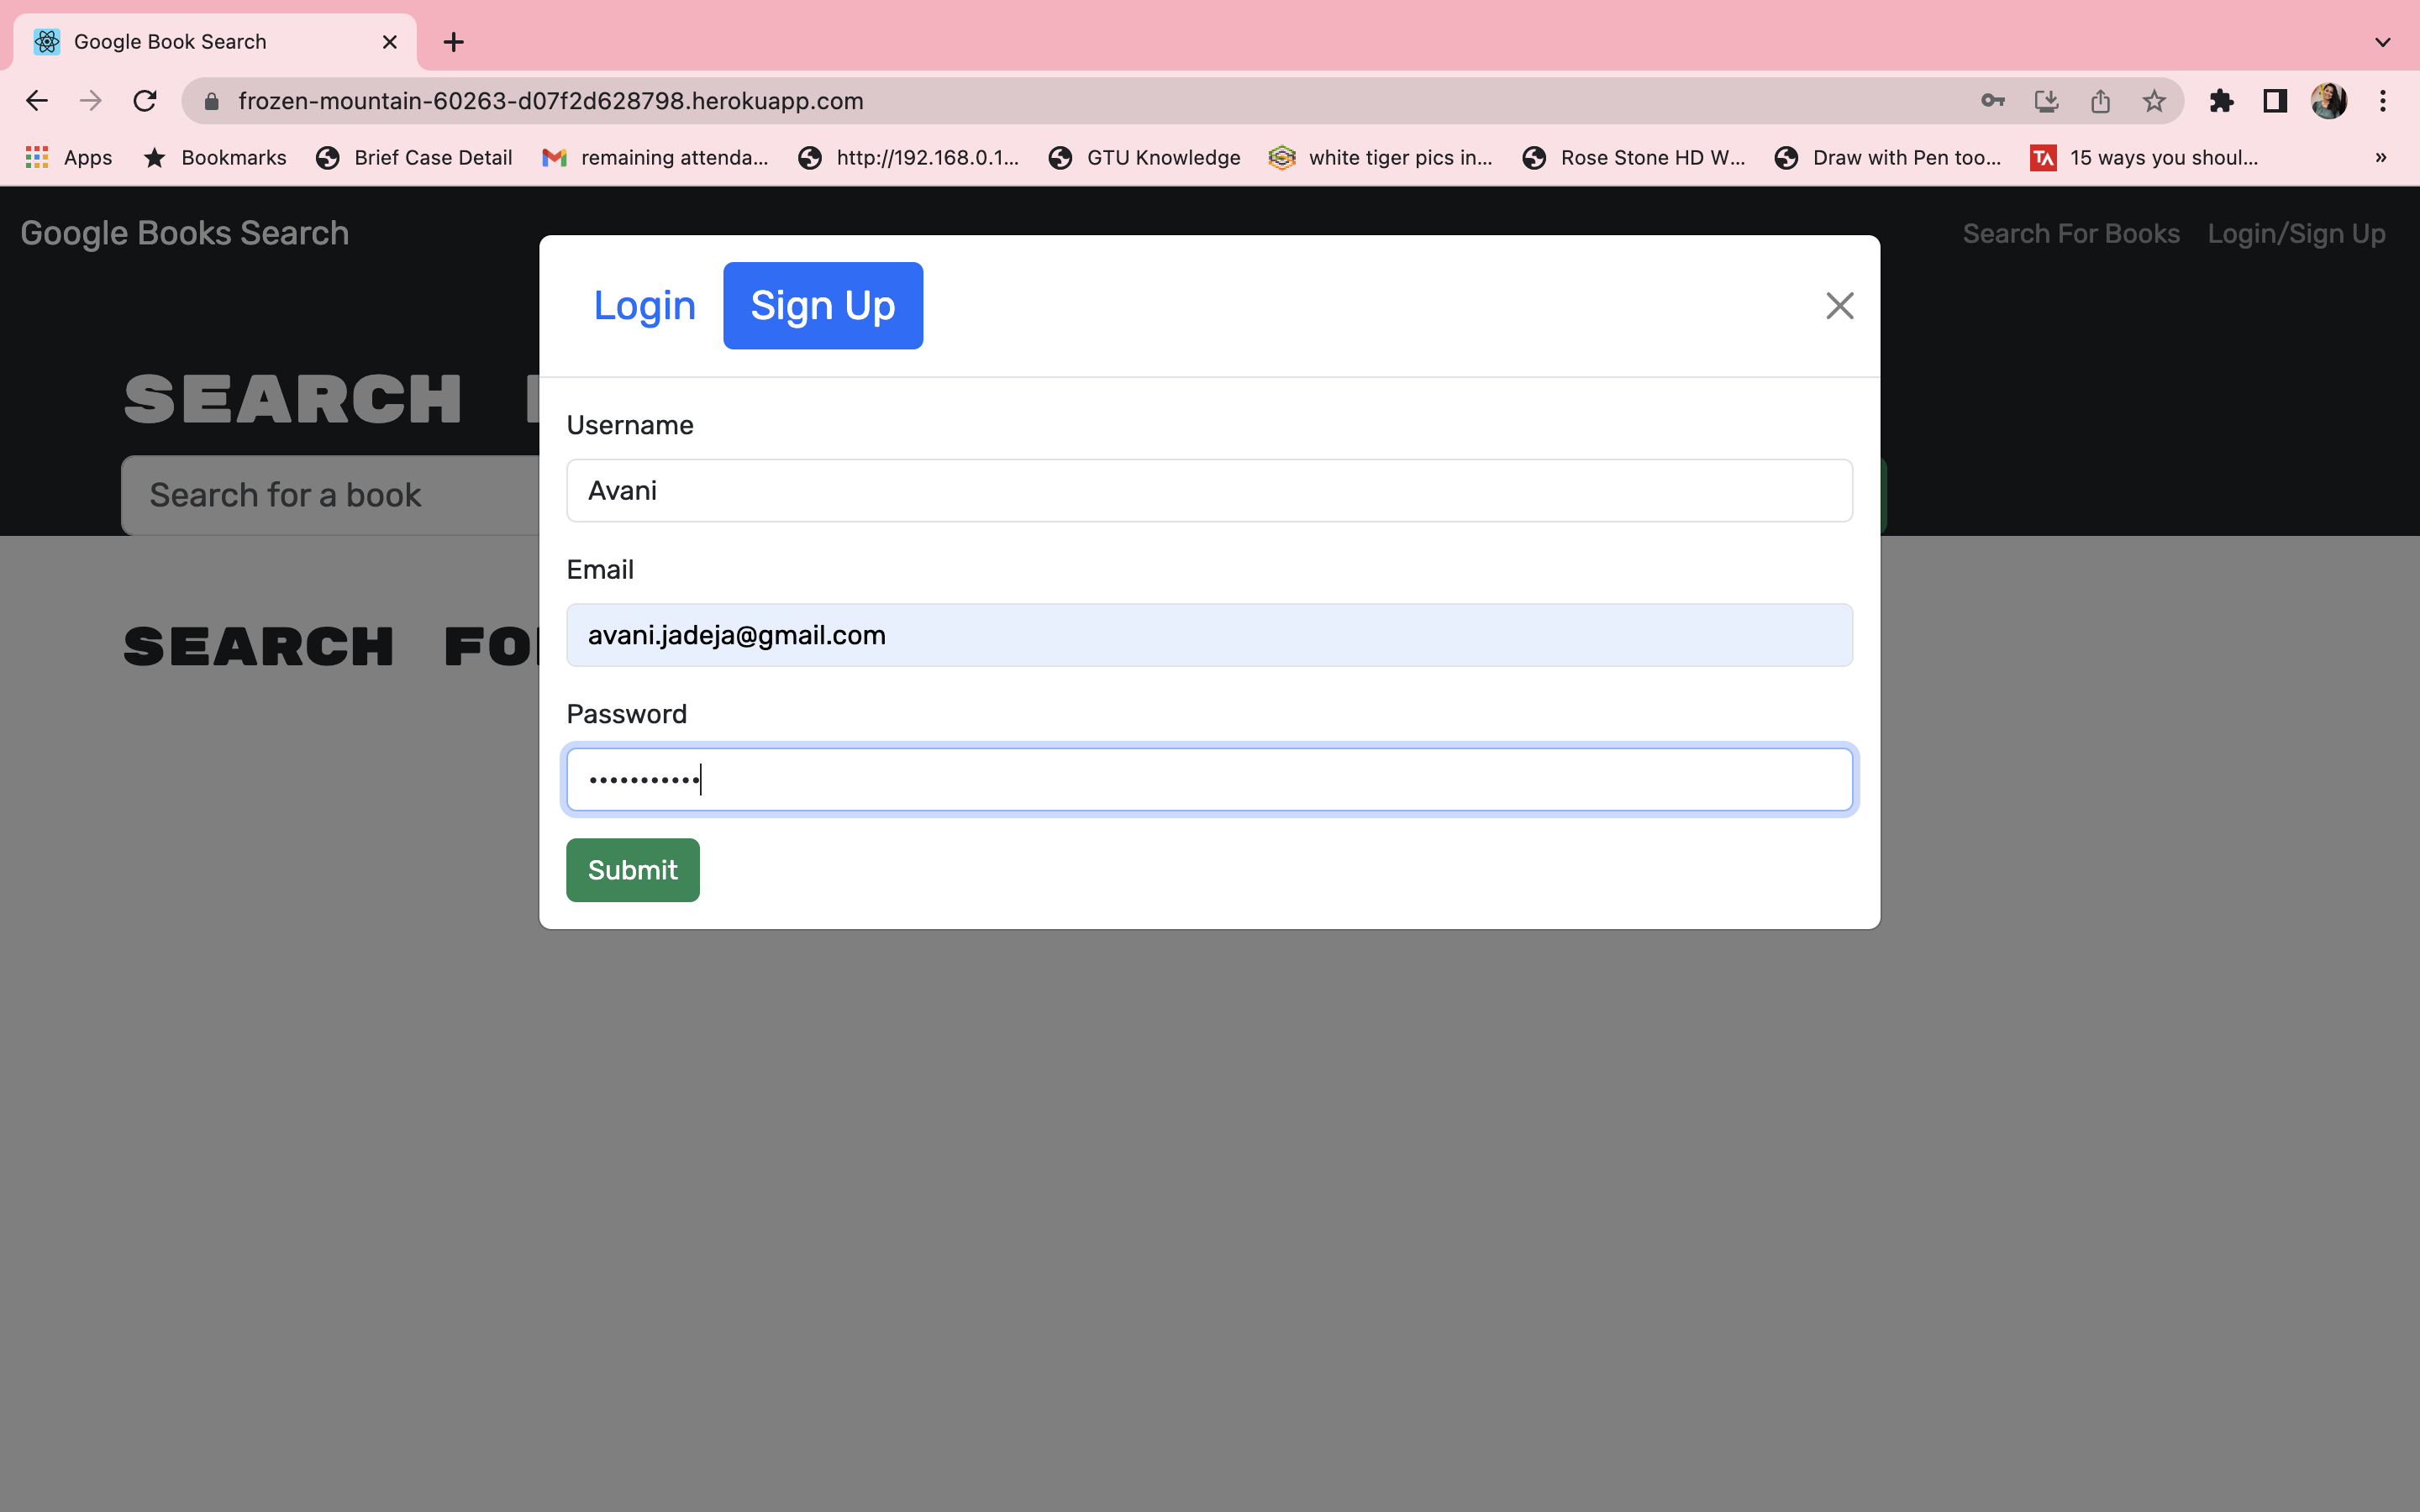 Google Book Search
frozen-mountain-60263-d07f2d628798.herokuapp.com
Apps Bookmarks Brief Case Detail remaining attenda... http://192.168.0.1... GTU Knowledge white tiger pics in... Rose Stone HD W... Draw with Pen too... 15 ways you shoul... »
Google Books Search Search For Books Login/Sign Up
Login Sign Up
SEARCH
Username
Avani
Search for a book
Email
avani.jadeja@gmail.com
SEARCH FO
Password
•••••••••••
Submit